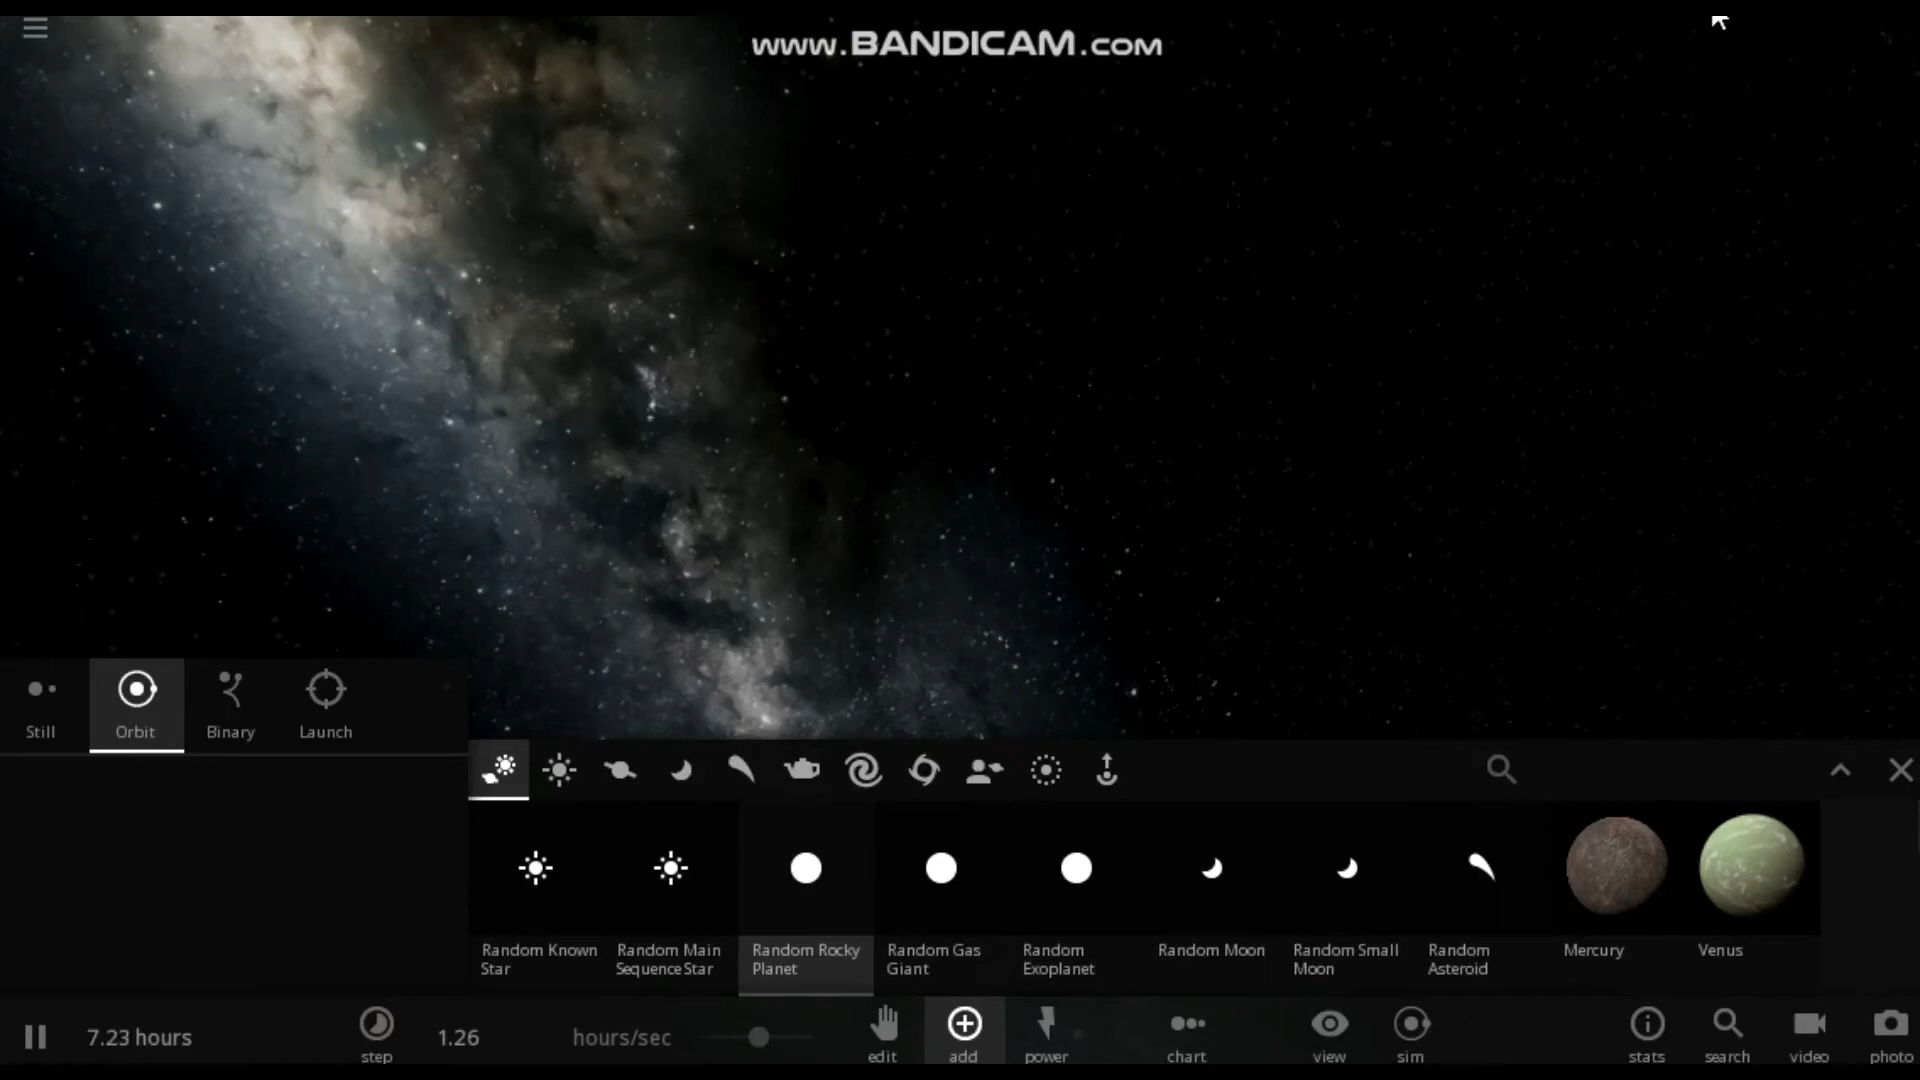 www.BANDICAM.com
Still Orbit Binary Launch
Random Known Star
Random Main Sequence Star
Random Rocky Planet
Random Gas Giant
Random Exoplanet
Random Moon
Random Small Moon
Random Asteroid
Mercury
Venus
7.23 hours
step
1.26 hours/sec
edit
add
power
chart
view
sim
stats
search
video
photo